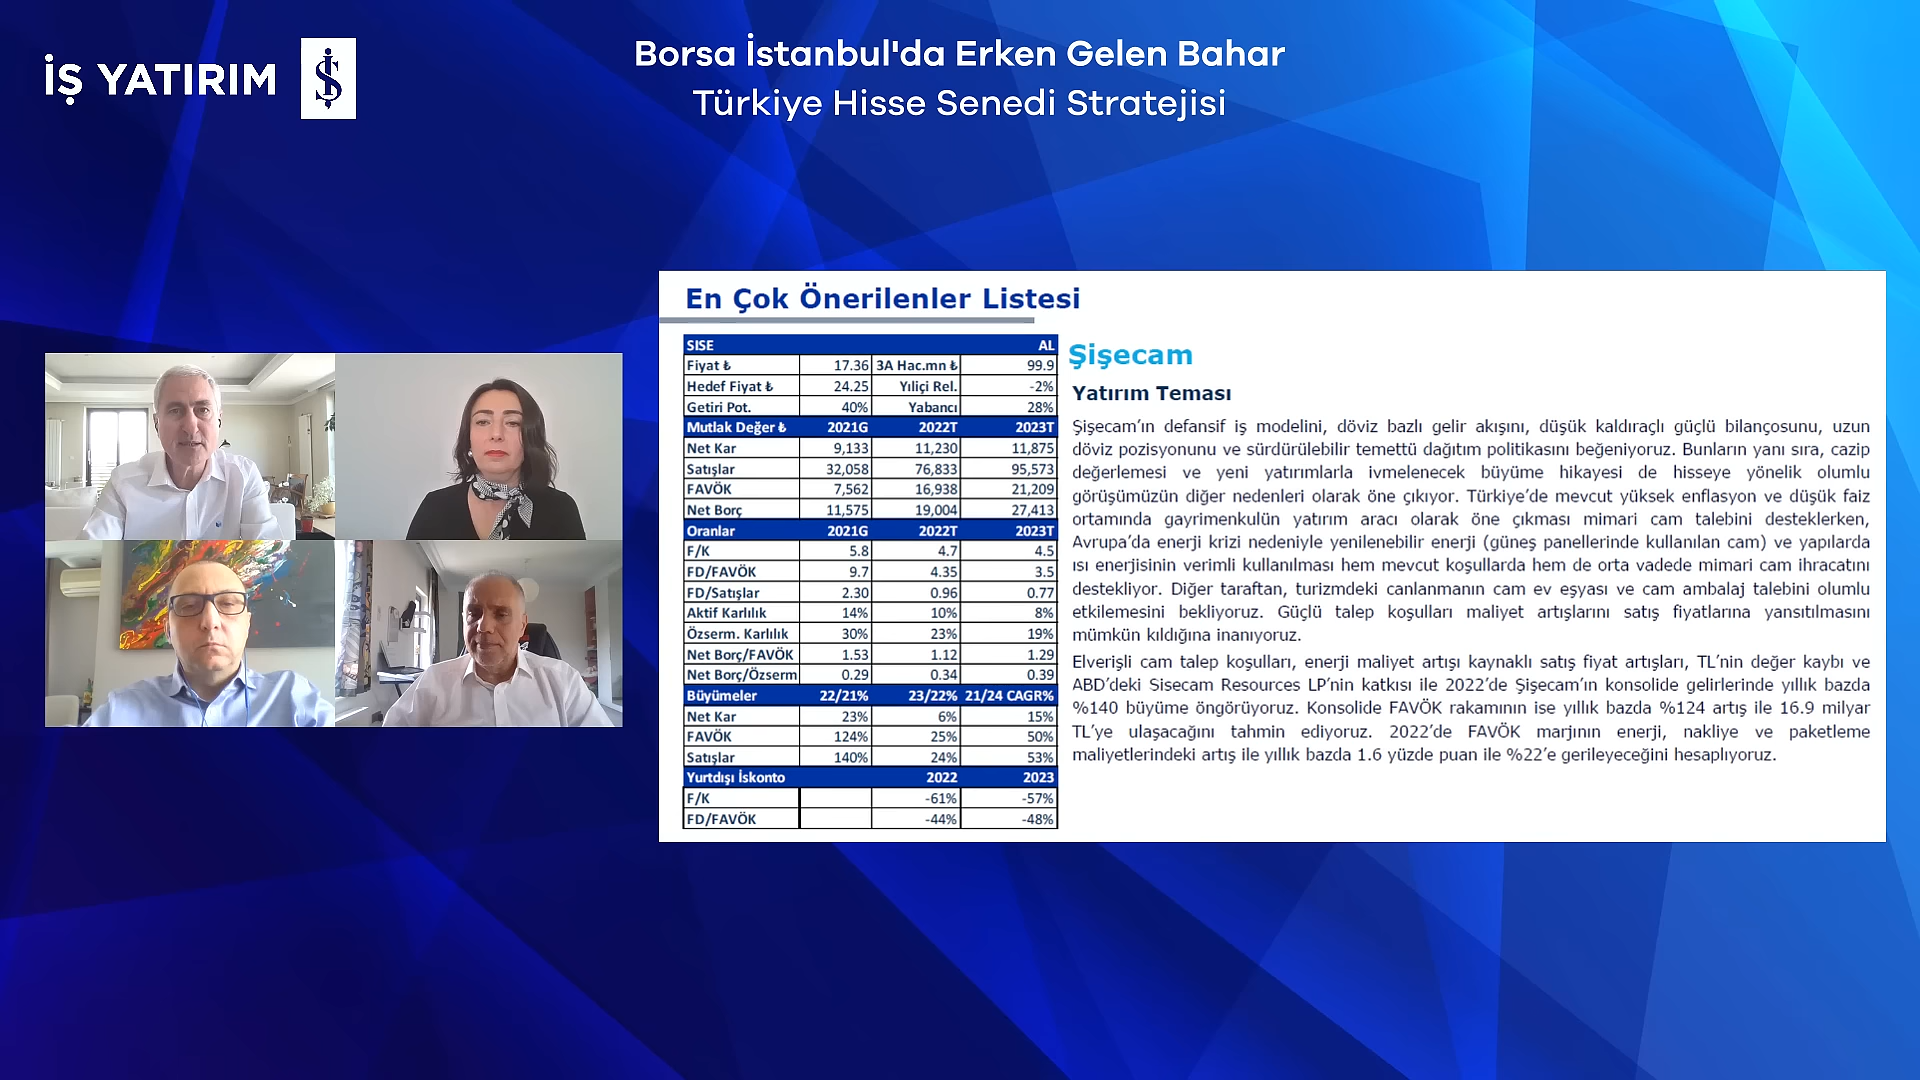 İŞ YATIRIM
Borsa İstanbul'da Erken Gelen Bahar
Türkiye Hisse Senedi Stratejisi
En Çok Önerilenler Listesi
SISE AL
Fiyat ₺ 17.36 3A Hac.mn ₺ 99.9
Hedef Fiyat ₺ 24.25 Yıliçi Rel. -2%
Getiri Pot. 40% Yabancı 28%
Mutlak Değer ₺ 2021G 2022T 2023T
Net Kar 9,133 11,230 11,875
Satışlar 32,058 76,833 95,573
FAVÖK 7,562 16,938 21,209
Net Borç 11,575 19,004 27,413
Oranlar 2021G 2022T 2023T
F/K 5.8 4.7 4.5
FD/FAVÖK 9.7 4.35 3.5
FD/Satışlar 2.30 0.96 0.77
Aktif Karlılık 14% 10% 8%
Özserm. Karlılık 30% 23% 19%
Net Borç/FAVÖK 1.53 1.12 1.29
Net Borç/Özserm 0.29 0.34 0.39
Büyümeler 22/21% 23/22% 21/24 CAGR%
Net Kar 23% 6% 15%
FAVÖK 124% 25% 50%
Satışlar 140% 24% 53%
Yurtdışı İskonto 2022 2023
F/K -61% -57%
FD/FAVÖK -44% -48%
Şişecam
Yatırım Teması
Şişecam'ın defansif iş modelini, döviz bazlı gelir akışını, düşük kaldıraçlı güçlü bilançosunu, uzun
döviz pozisyonunu ve sürdürülebilir temettü dağıtım politikasını beğeniyoruz. Bunların yanı sıra, cazip
değerlemesi ve yeni yatırımlarla ivmelenecek büyüme hikayesi de hisseye yönelik olumlu
görüşümüzün diğer nedenleri olarak öne çıkıyor. Türkiye'de mevcut yüksek enflasyon ve düşük faiz
ortamında gayrimenkulün yatırım aracı olarak öne çıkması mimari cam talebini desteklerken,
Avrupa'da enerji krizi nedeniyle yenilenebilir enerji (güneş panellerinde kullanılan cam) ve yapılarda
ısı enerjisinin verimli kullanılması hem mevcut koşullarda hem de orta vadede mimari cam ihracatını
destekliyor. Diğer taraftan, turizmdeki canlanmanın cam ev eşyası ve cam ambalaj talebini olumlu
etkilemesini bekliyoruz. Güçlü talep koşulları maliyet artışlarını satış fiyatlarına yansıtılmasını
mümkün kıldığına inanıyoruz.
Elverişli cam talep koşulları, enerji maliyet artışı kaynaklı satış fiyat artışları, TL'nin değer kaybı ve
ABD'deki Sisecam Resources LP'nin katkısı ile 2022'de Şişecam'ın konsolide gelirlerinde yıllık bazda
%140 büyüme öngörüyoruz. Konsolide FAVÖK rakamının ise yıllık bazda %124 artış ile 16.9 milyar
TL'ye ulaşacağını tahmin ediyoruz. 2022'de FAVÖK marjının enerji, nakliye ve paketleme
maliyetlerindeki artış ile yıllık bazda 1.6 yüzde puan ile %22'e gerileyeceğini hesaplıyoruz.